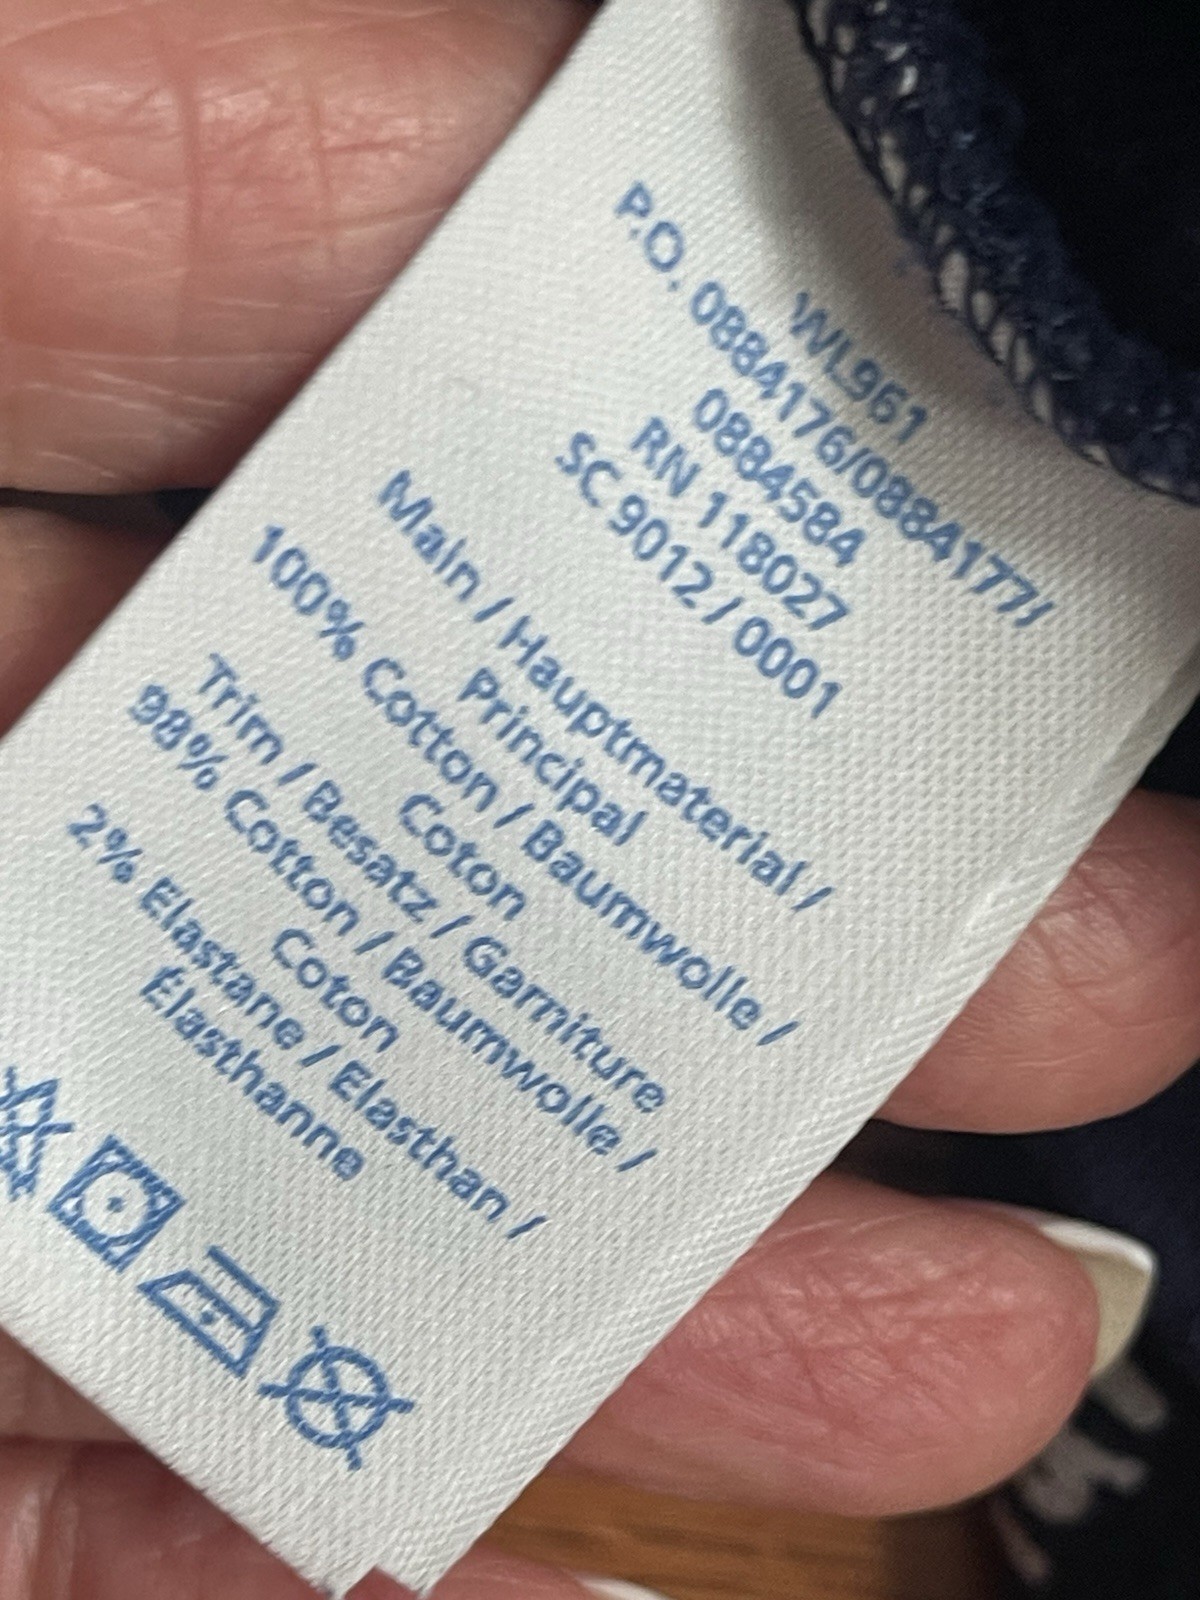 WL961
P.O. 0884176/0884177/
0884584
RN 118027
SC 9012 / 0001
Main / Hauptmaterial /
Principal
100% Cotton / Baumwolle /
Coton
Trim / Besatz / Garniture
98% Cotton / Baumwolle /
Coton
2% Elastane / Elasthan /
Élasthanne